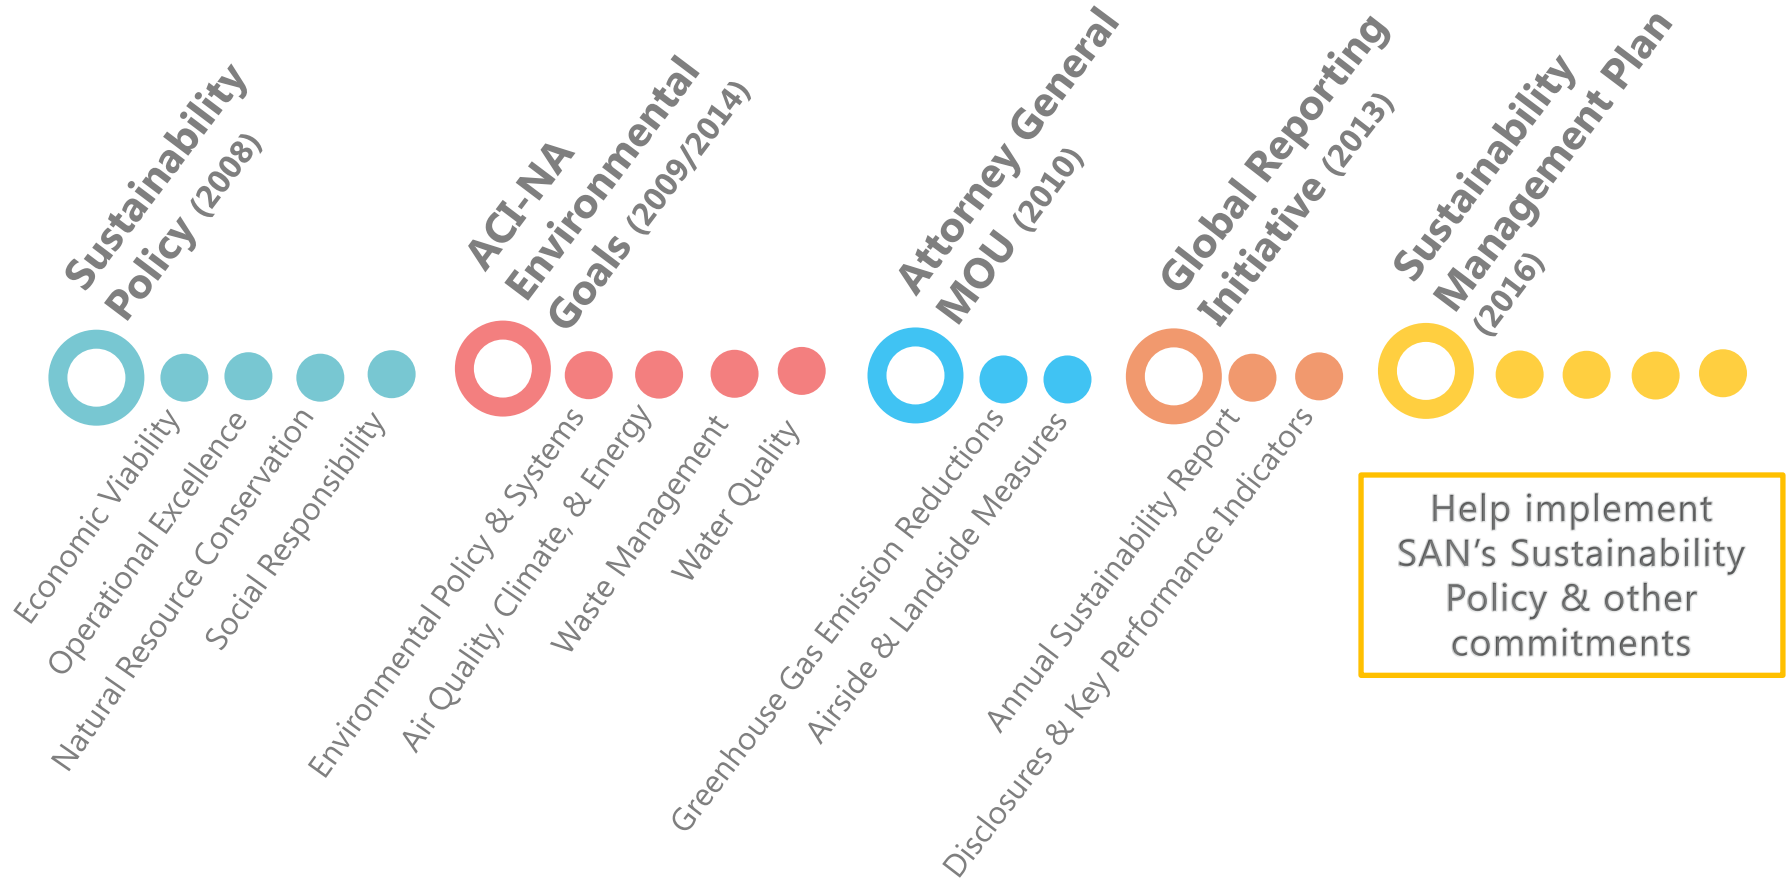 Sustainability
Policy (2008)
Economic Viability
Operational Excellence
Natural Resource Conservation
Social Responsibility
ACI-NA
Environmental
Goals (2009/2014)
Environmental Policy & Systems
Air Quality, Climate, & Energy
Waste Management
Water Quality
Attorney General
MOU (2010)
Greenhouse Gas Emission Reductions
Airside & Landside Measures
Global Reporting
Initiative (2013)
Annual Sustainability Report
Disclosures & Key Performance Indicators
Sustainability
Management Plan
(2016)
Help implement
SAN’s Sustainability
Policy & other
commitments